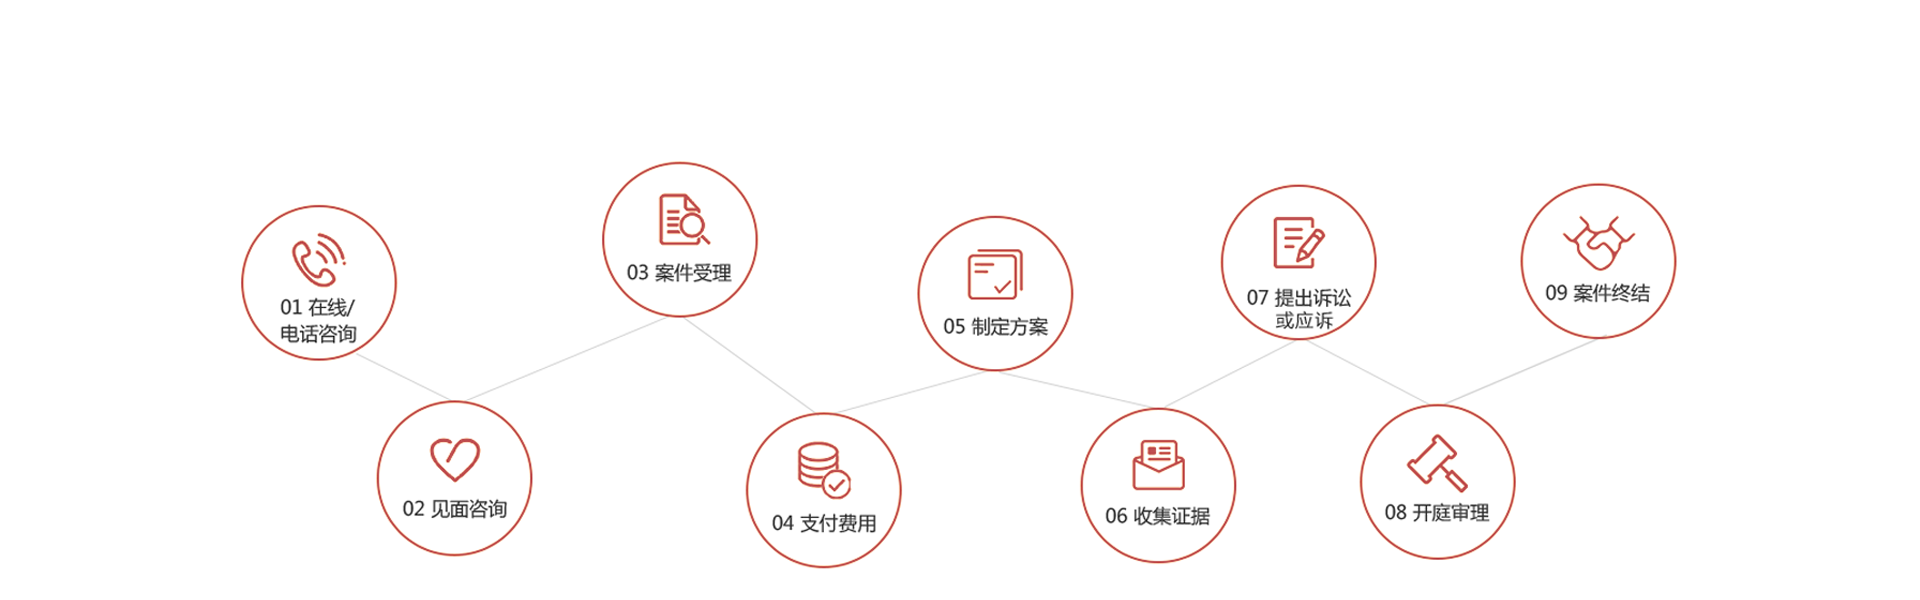 01 在线/
电话咨询
02 见面咨询
03 案件受理
04 支付费用
05 制定方案
06 收集证据
07 提出诉讼
或应诉
08 开庭审理
09 案件终结